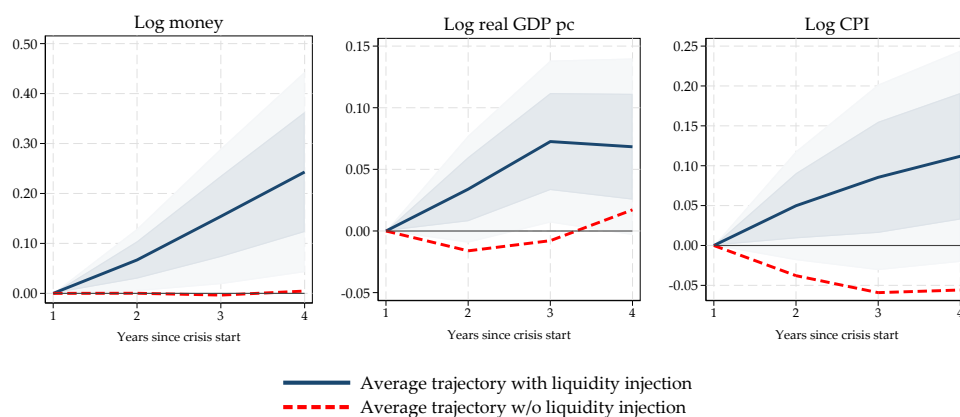 Log money
0.50
0.40
0.30
0.20
0.10
0.00
1 2 3 4
Years since crisis start
Log real GDP pc
0.15
0.10
0.05
0.00
-0.05
1 2 3 4
Years since crisis start
Log CPI
0.25
0.20
0.15
0.10
0.05
0.00
-0.05
1 2 3 4
Years since crisis start
Average trajectory with liquidity injection
Average trajectory w/o liquidity injection